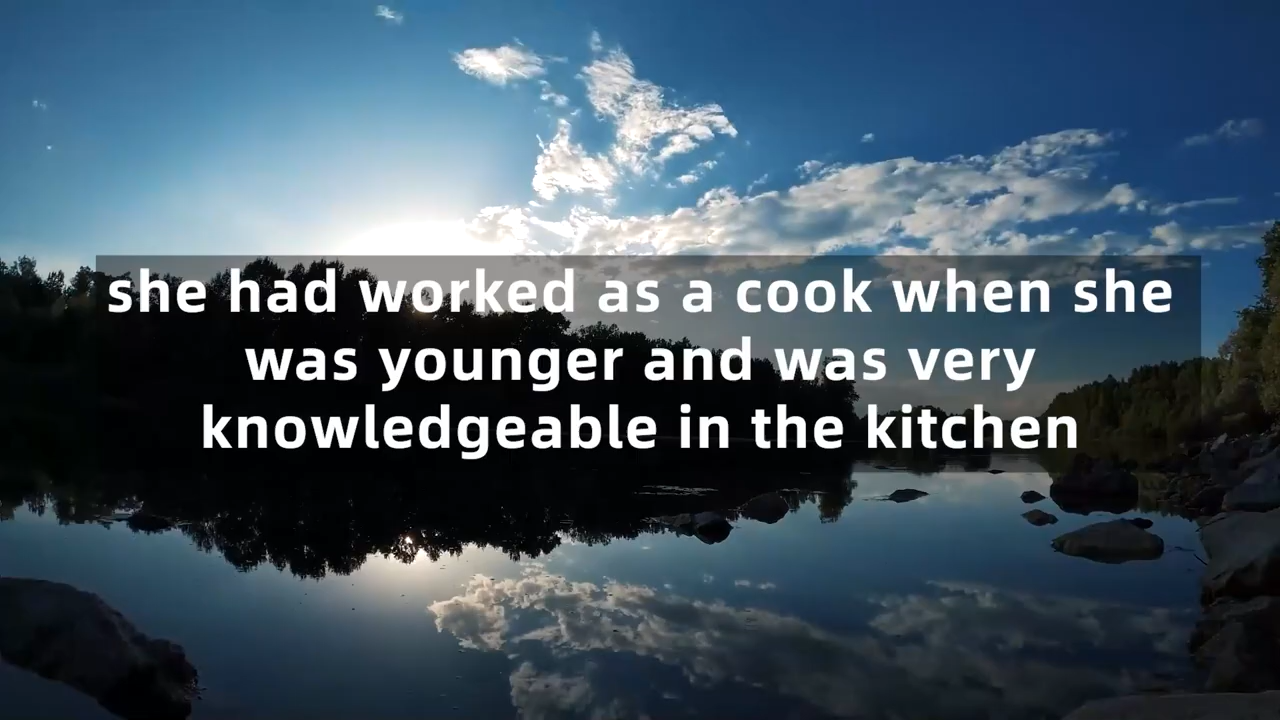 she had worked as a cook when she
was younger and was very
knowledgeable in the kitchen